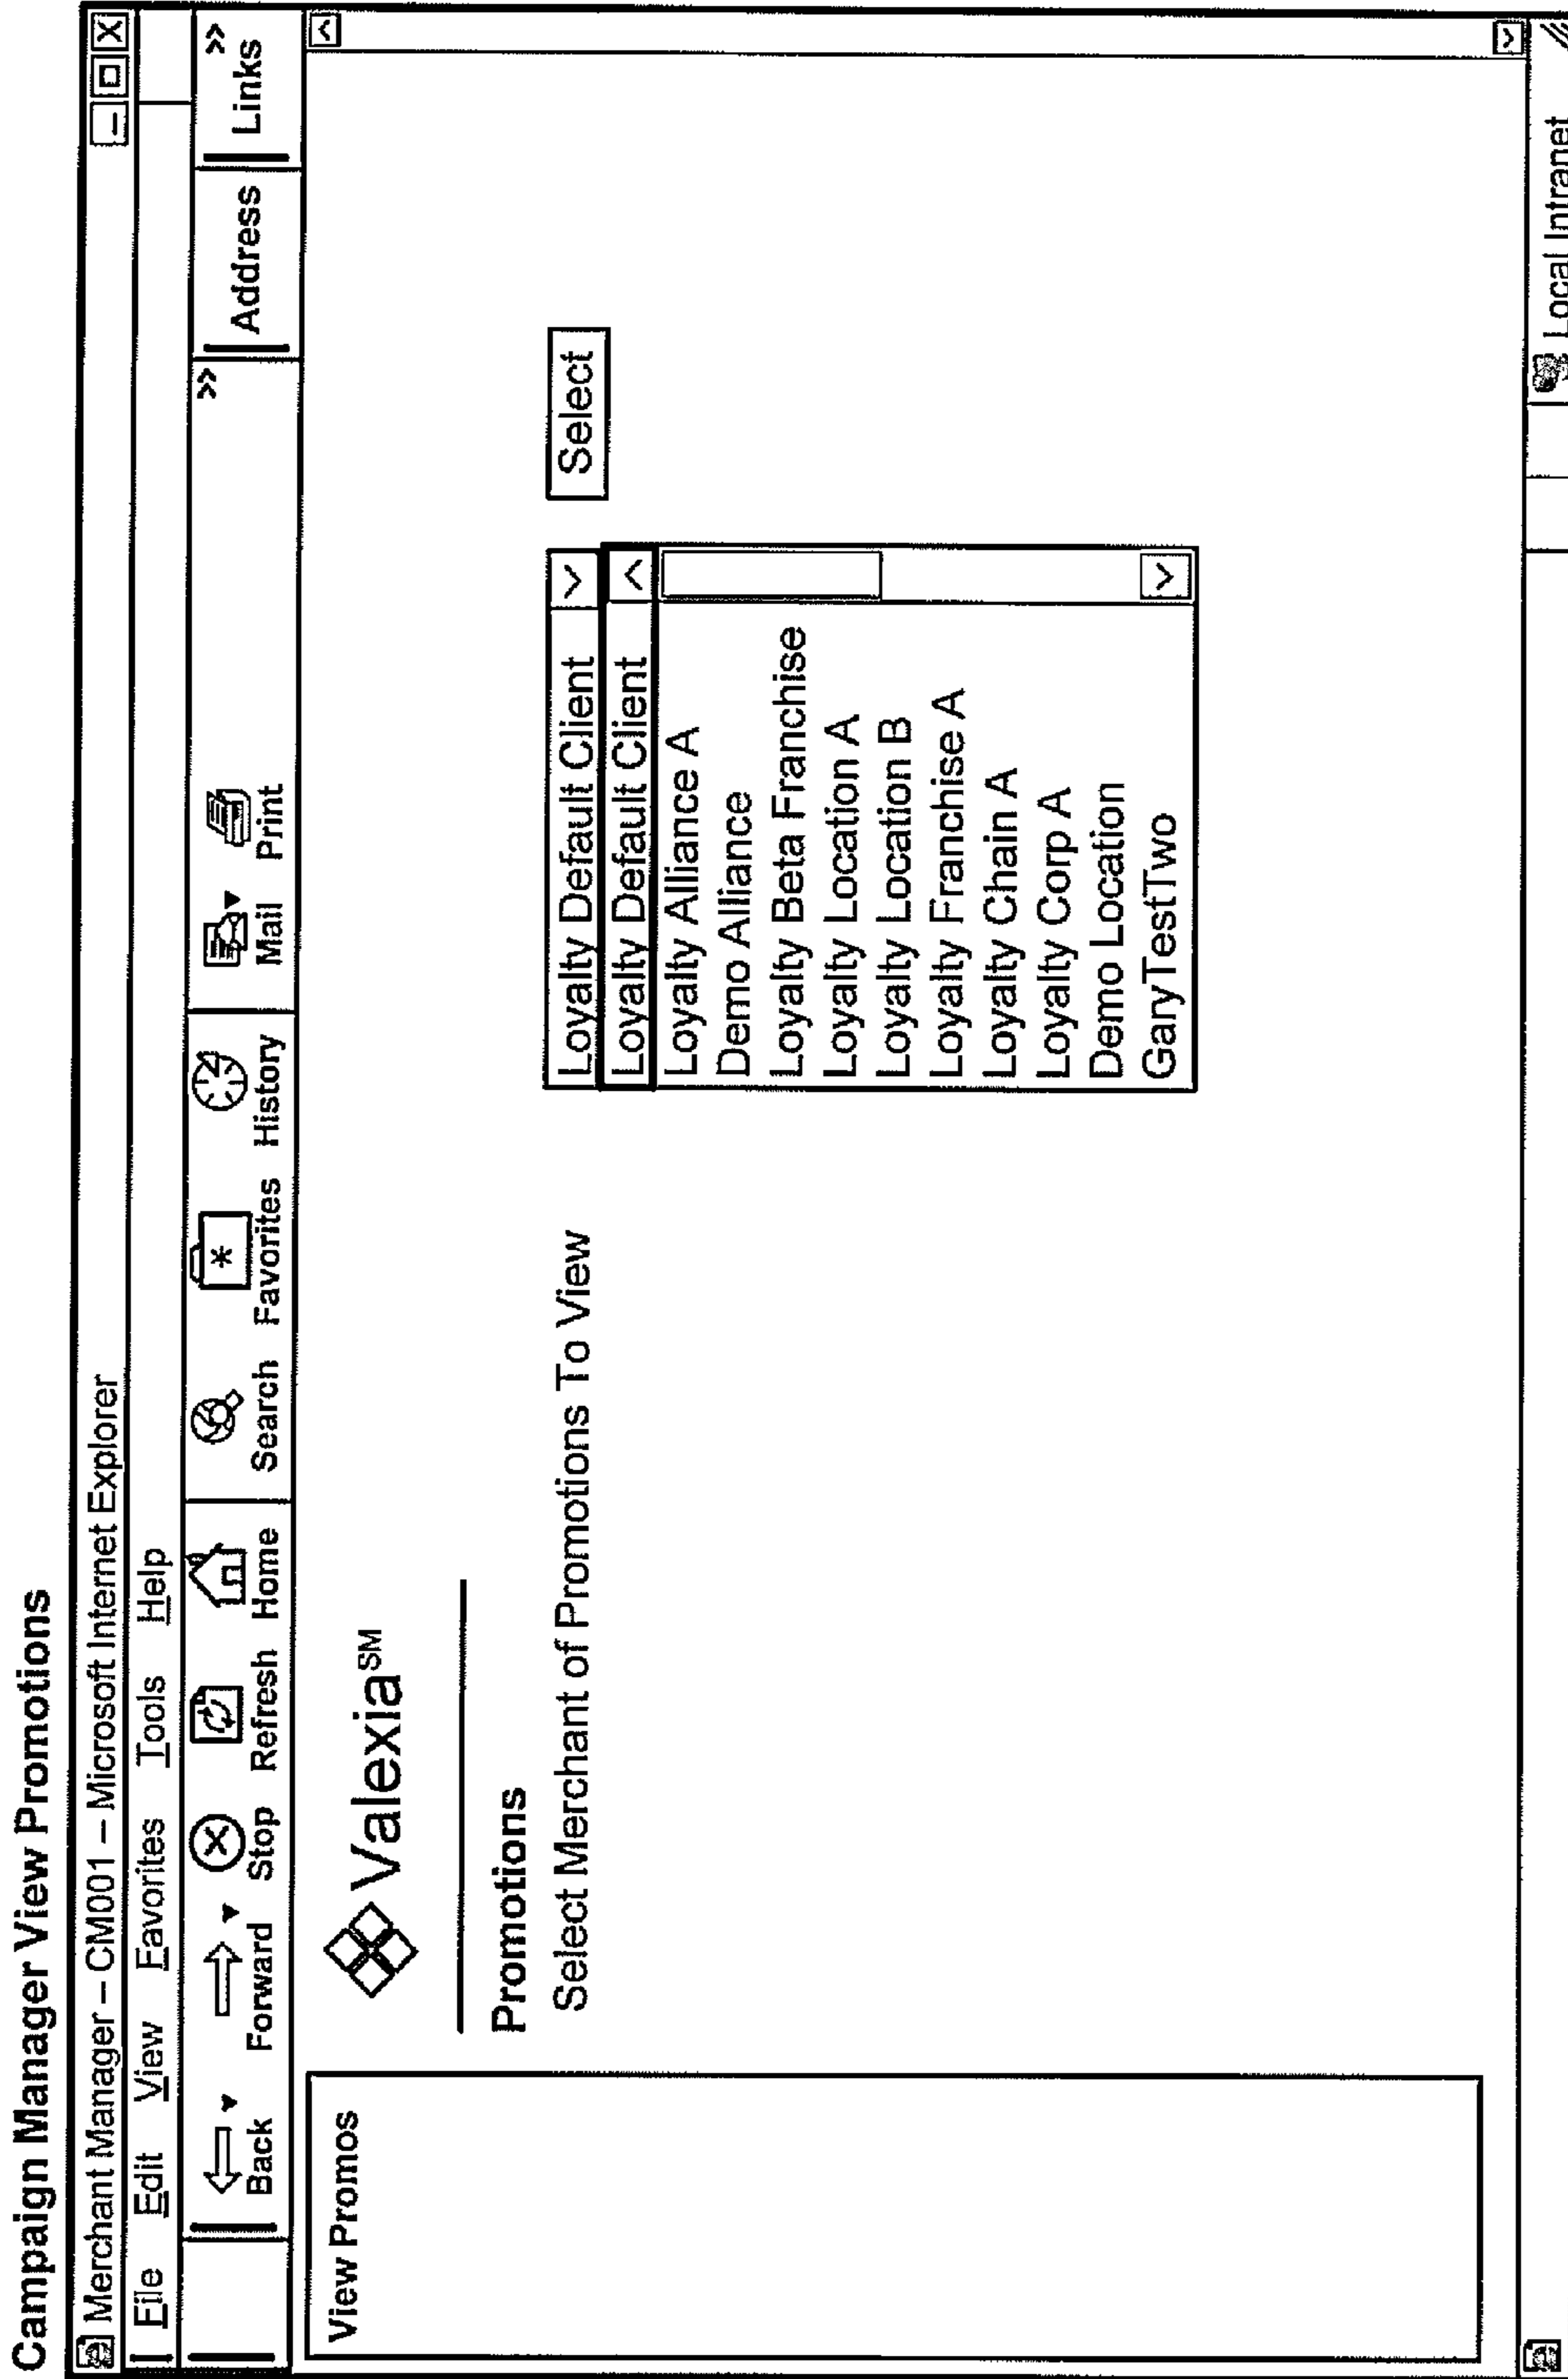 Campaign Manager View Promotions
Merchant Manager – CM001 – Microsoft Internet Explorer
File Edit View Favorites Tools Help
Back Forward Stop Refresh Home Search Favorites History Mail Print » Address Links »
View Promos
Valexia℠
Promotions
Select Merchant of Promotions To View
Loyalty Default Client
Select
Loyalty Default Client
Loyalty Alliance A
Demo Alliance
Loyalty Beta Franchise
Loyalty Location A
Loyalty Location B
Loyalty Franchise A
Loyalty Chain A
Loyalty Corp A
Demo Location
GaryTestTwo
Local Intranet